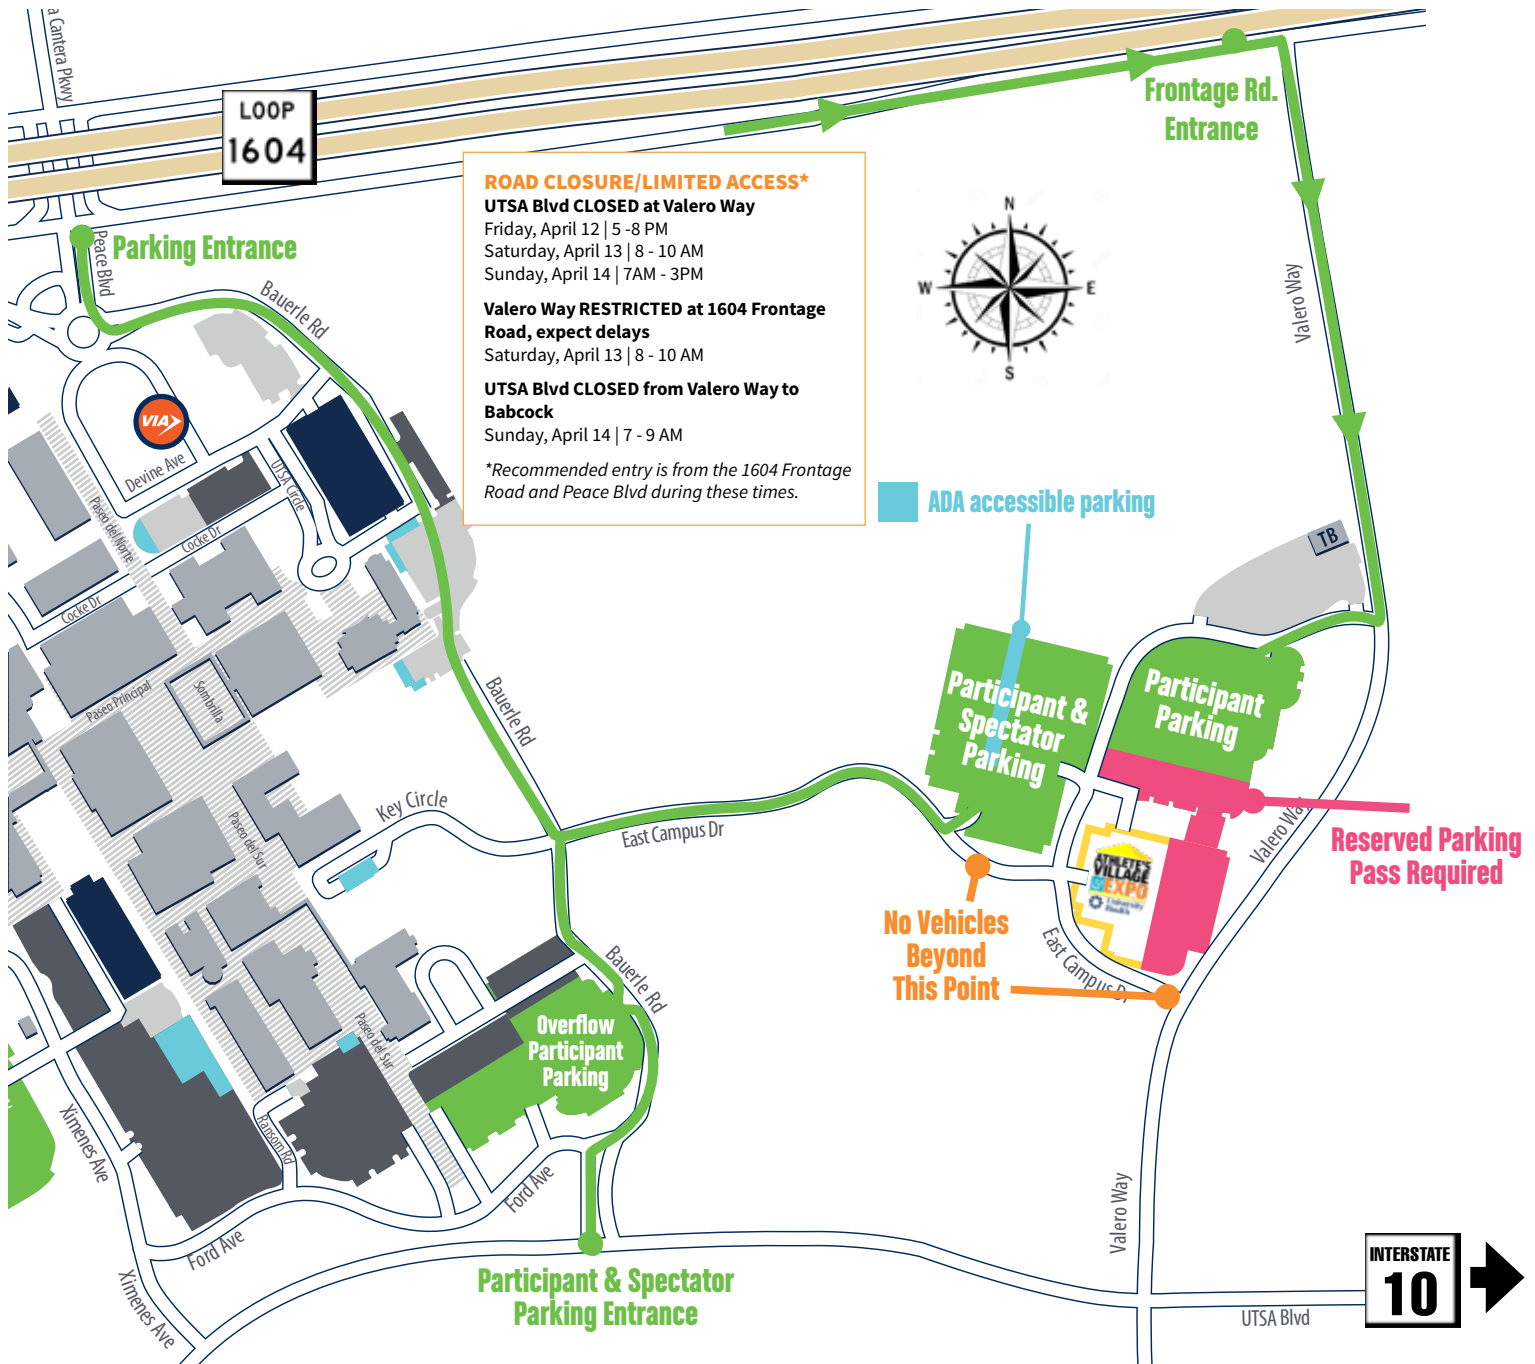 a Cantera Pkwy
LOOP
1604
Frontage Rd.
Entrance
ROAD CLOSURE/LIMITED ACCESS*
UTSA Blvd CLOSED at Valero Way
Friday, April 12 | 5 -8 PM
Saturday, April 13 | 8 - 10 AM
Sunday, April 14 | 7AM - 3PM
Valero Way RESTRICTED at 1604 Frontage
Road, expect delays
Saturday, April 13 | 8 - 10 AM
UTSA Blvd CLOSED from Valero Way to
Babcock
Sunday, April 14 | 7 - 9 AM
*Recommended entry is from the 1604 Frontage
Road and Peace Blvd during these times.
N
W
E
S
Parking Entrance
Peace Blvd
Bauerle Rd
Valero Way
VIA
Devine Ave
UTSA Circle
Paseo del Norte
Cocke Dr
Cocke Dr
ADA accessible parking
TB
Paseo Principal
Sombrilla
Bauerle Rd
Participant &
Spectator
Parking
Participant
Parking
Key Circle
East Campus Dr
Paseo del Sur
Valero Way
Reserved Parking
Pass Required
ATHLETE'S
VILLAGE
EXPO
University
Health
No Vehicles
Beyond
This Point
East Campus Dr
Bauerle Rd
Overflow
Participant
Parking
Paseo del Sur
Ximenes Ave
Ransom Rd
Ford Ave
Ford Ave
Valero Way
Ximenes Ave
Participant & Spectator
Parking Entrance
INTERSTATE
10
UTSA Blvd